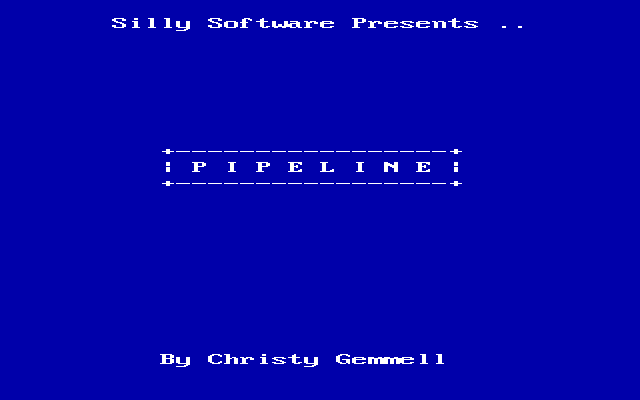 Silly Software Presents ..
+-----------------+
¦ P I P E L I N E ¦
+-----------------+
By Christy Gemmell